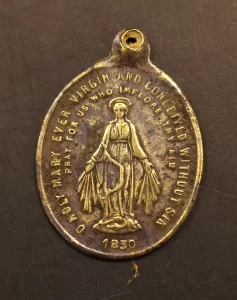 O HOLY MARY EVER VIRGIN AND CONCEIVED WITHOUT SIN
PRAY FOR US WHO IMPLORE THY AID
1830